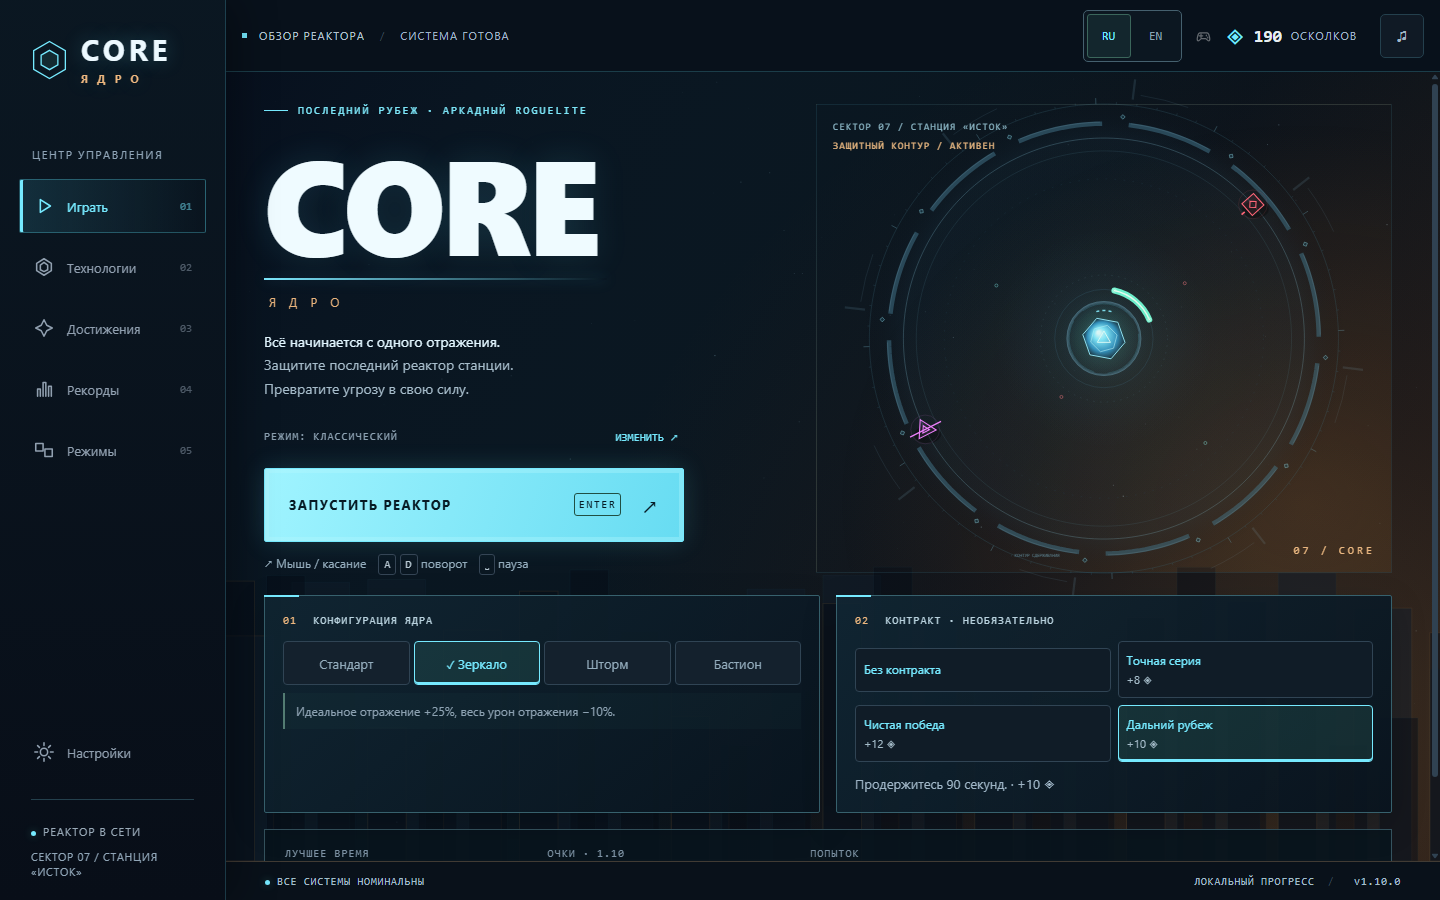 CORE
ЯДРО
ЦЕНТР УПРАВЛЕНИЯ
Играть 01
Технологии 02
Достижения 03
Рекорды 04
Режимы 05
Настройки
РЕАКТОР В СЕТИ
СЕКТОР 07 / СТАНЦИЯ
«ИСТОК»
ОБЗОР РЕАКТОРА / СИСТЕМА ГОТОВА
RU EN 190 ОСКОЛКОВ
ПОСЛЕДНИЙ РУБЕЖ · АРКАДНЫЙ ROGUELITE
CORE
ЯДРО
Всё начинается с одного отражения.
Защитите последний реактор станции.
Превратите угрозу в свою силу.
РЕЖИМ: КЛАССИЧЕСКИЙ ИЗМЕНИТЬ ↗
ЗАПУСТИТЬ РЕАКТОР ENTER ↗
↗ Мышь / касание A D поворот ␣ пауза
СЕКТОР 07 / СТАНЦИЯ «ИСТОК»
ЗАЩИТНЫЙ КОНТУР / АКТИВЕН
07 / CORE
01 КОНФИГУРАЦИЯ ЯДРА
Стандарт ✓ Зеркало Шторм Бастион
Идеальное отражение +25%, весь урон отражения −10%.
02 КОНТРАКТ · НЕОБЯЗАТЕЛЬНО
Без контракта
Точная серия
+8 ◈
Чистая победа
+12 ◈
Дальний рубеж
+10 ◈
Продержитесь 90 секунд. · +10 ◈
ЛУЧШЕЕ ВРЕМЯ ОЧКИ · 1.10 ПОПЫТОК
ВСЕ СИСТЕМЫ НОМИНАЛЬНЫ
ЛОКАЛЬНЫЙ ПРОГРЕСС / v1.10.0